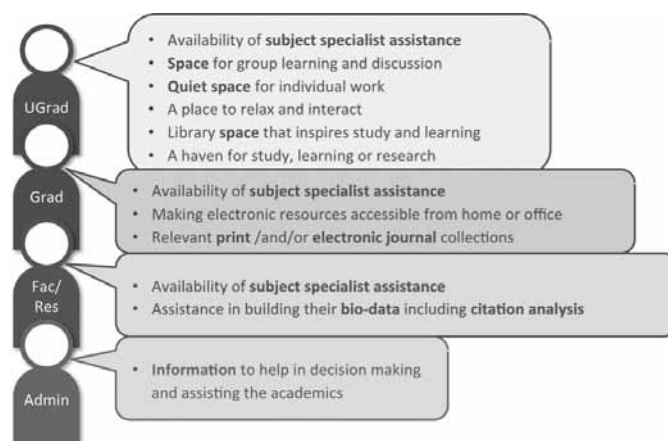 • Availability of subject specialist assistance
• Space for group learning and discussion
• Quiet space for individual work
• A place to relax and interact
• Library space that inspires study and learning
• A haven for study, learning or research
UGrad
• Availability of subject specialist assistance
• Making electronic resources accessible from home or office
• Relevant print /and/or electronic journal collections
Grad
• Availability of subject specialist assistance
• Assistance in building their bio-data including citation analysis
Fac/
Res
• Information to help in decision making
and assisting the academics
Admin